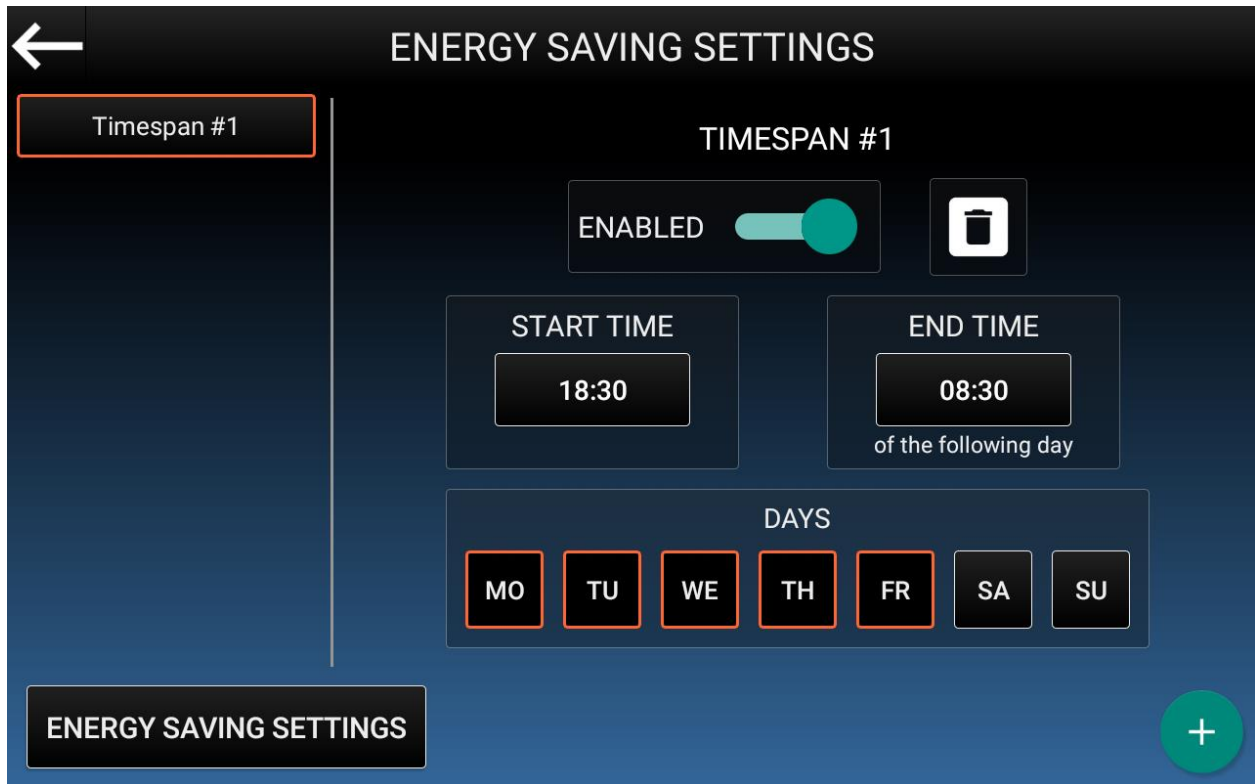 ENERGY SAVING SETTINGS
Timespan #1
TIMESPAN #1
ENABLED
START TIME
18:30
END TIME
08:30
of the following day
DAYS
MO TU WE TH FR SA SU
ENERGY SAVING SETTINGS
+